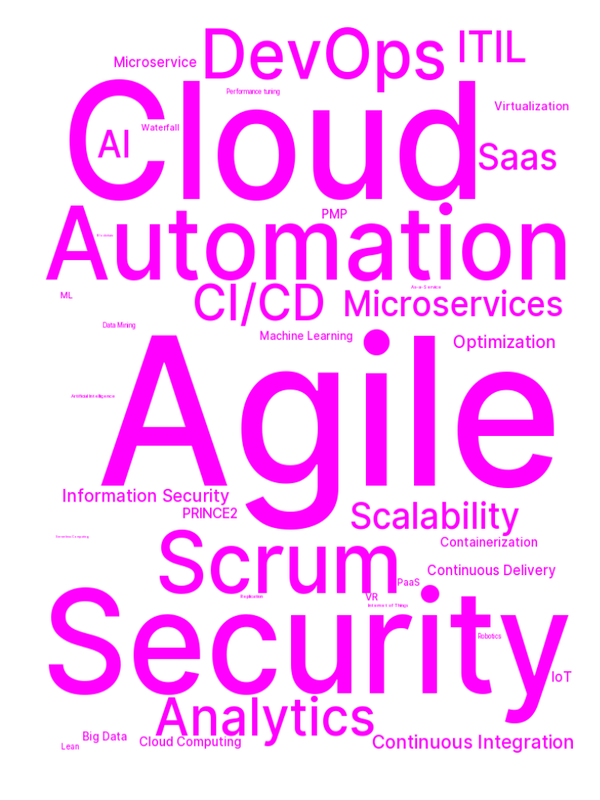 DevOps
ITIL
Microservice
Performance tuning
Cloud
Virtualization
AI
Waterfall
Saas
PMP
Automation
CI/CD
Microservices
ML
Data Mining
Machine Learning
Optimization
Agile
Artificial Intelligence
Information Security
PRINCE2
Scalability
Scrum
Containerization
Continuous Delivery
PaaS
VR
Internet of Things
Security
Robotics
IoT
Analytics
Big Data
Lean
Cloud Computing
Continuous Integration